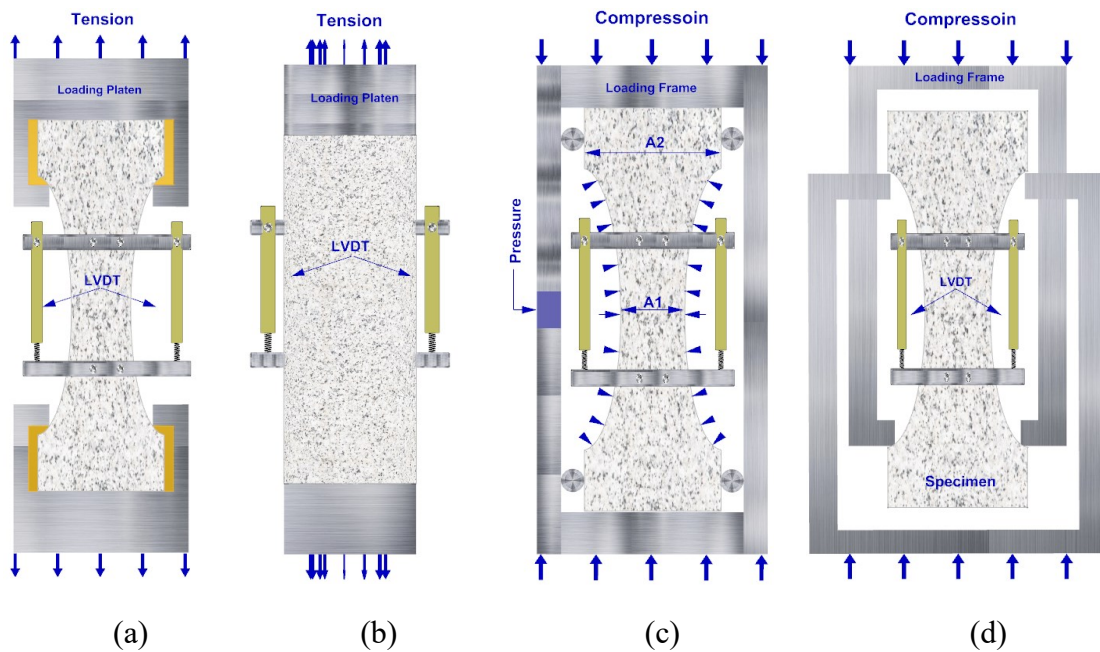 Tension
Loading Platen
LVDT
(a)
Tension
Loading Platen
LVDT
(b)
Compressoin
Loading Frame
A2
Pressure
A1
(c)
Compressoin
Loading Frame
LVDT
Specimen
(d)